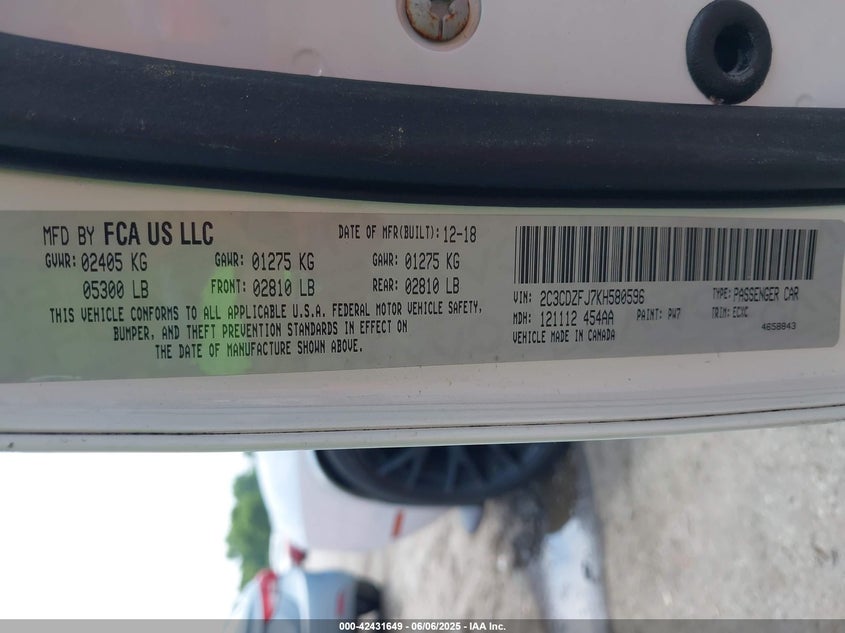 MFD BY FCA US LLC DATE OF MFR(BUILT): 12-18
GVWR: 02405 KG GAWR: 01275 KG GAWR: 01275 KG
05300 LB FRONT: 02810 LB REAR: 02810 LB
THIS VEHICLE CONFORMS TO ALL APPLICABLE U.S.A. FEDERAL MOTOR VEHICLE SAFETY,
BUMPER, AND THEFT PREVENTION STANDARDS IN EFFECT ON
THE DATE OF MANUFACTURE SHOWN ABOVE.
VIN: 2C3CDZFJ7KH580596 TYPE: PASSENGER CAR
MDH: 121112 454AA PAINT: PW7 TRIM: ECXC
VEHICLE MADE IN CANADA 4658843
000-42431649 - 06/06/2025 - IAA Inc.